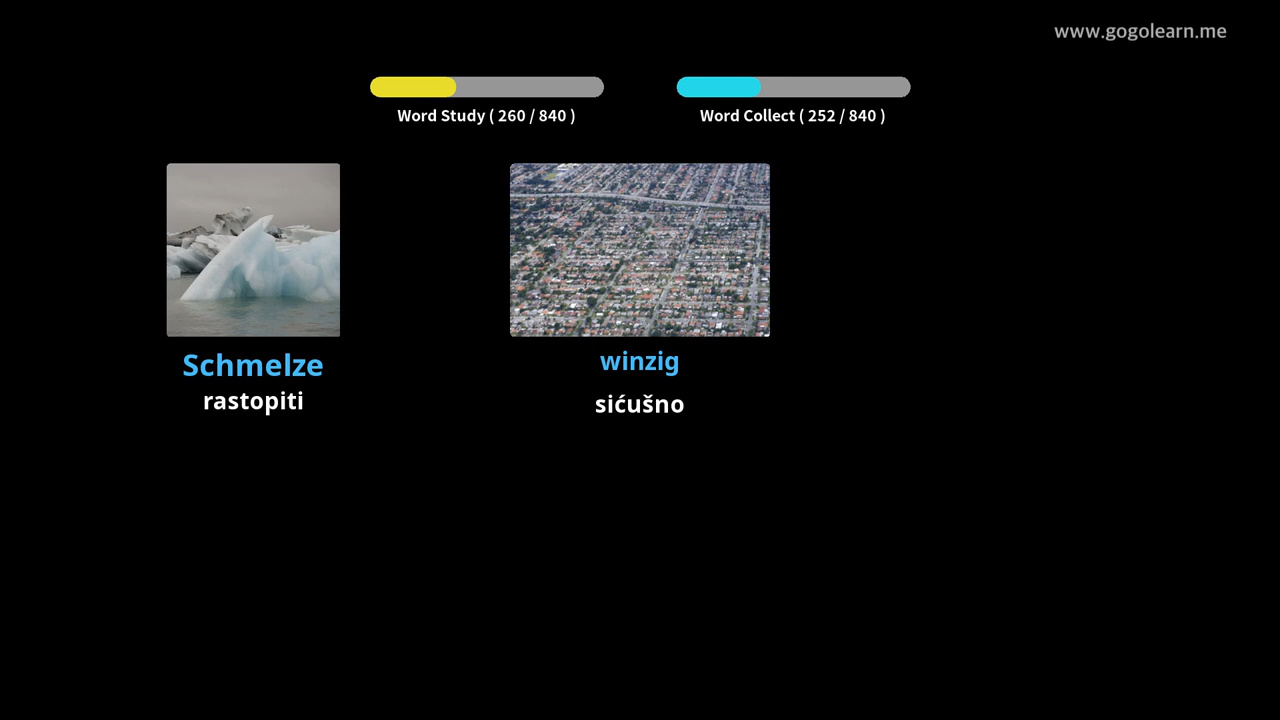 www.gogolearn.me
Word Study ( 260 / 840 )
Word Collect ( 252 / 840 )
Schmelze
rastopiti
winzig
sićušno